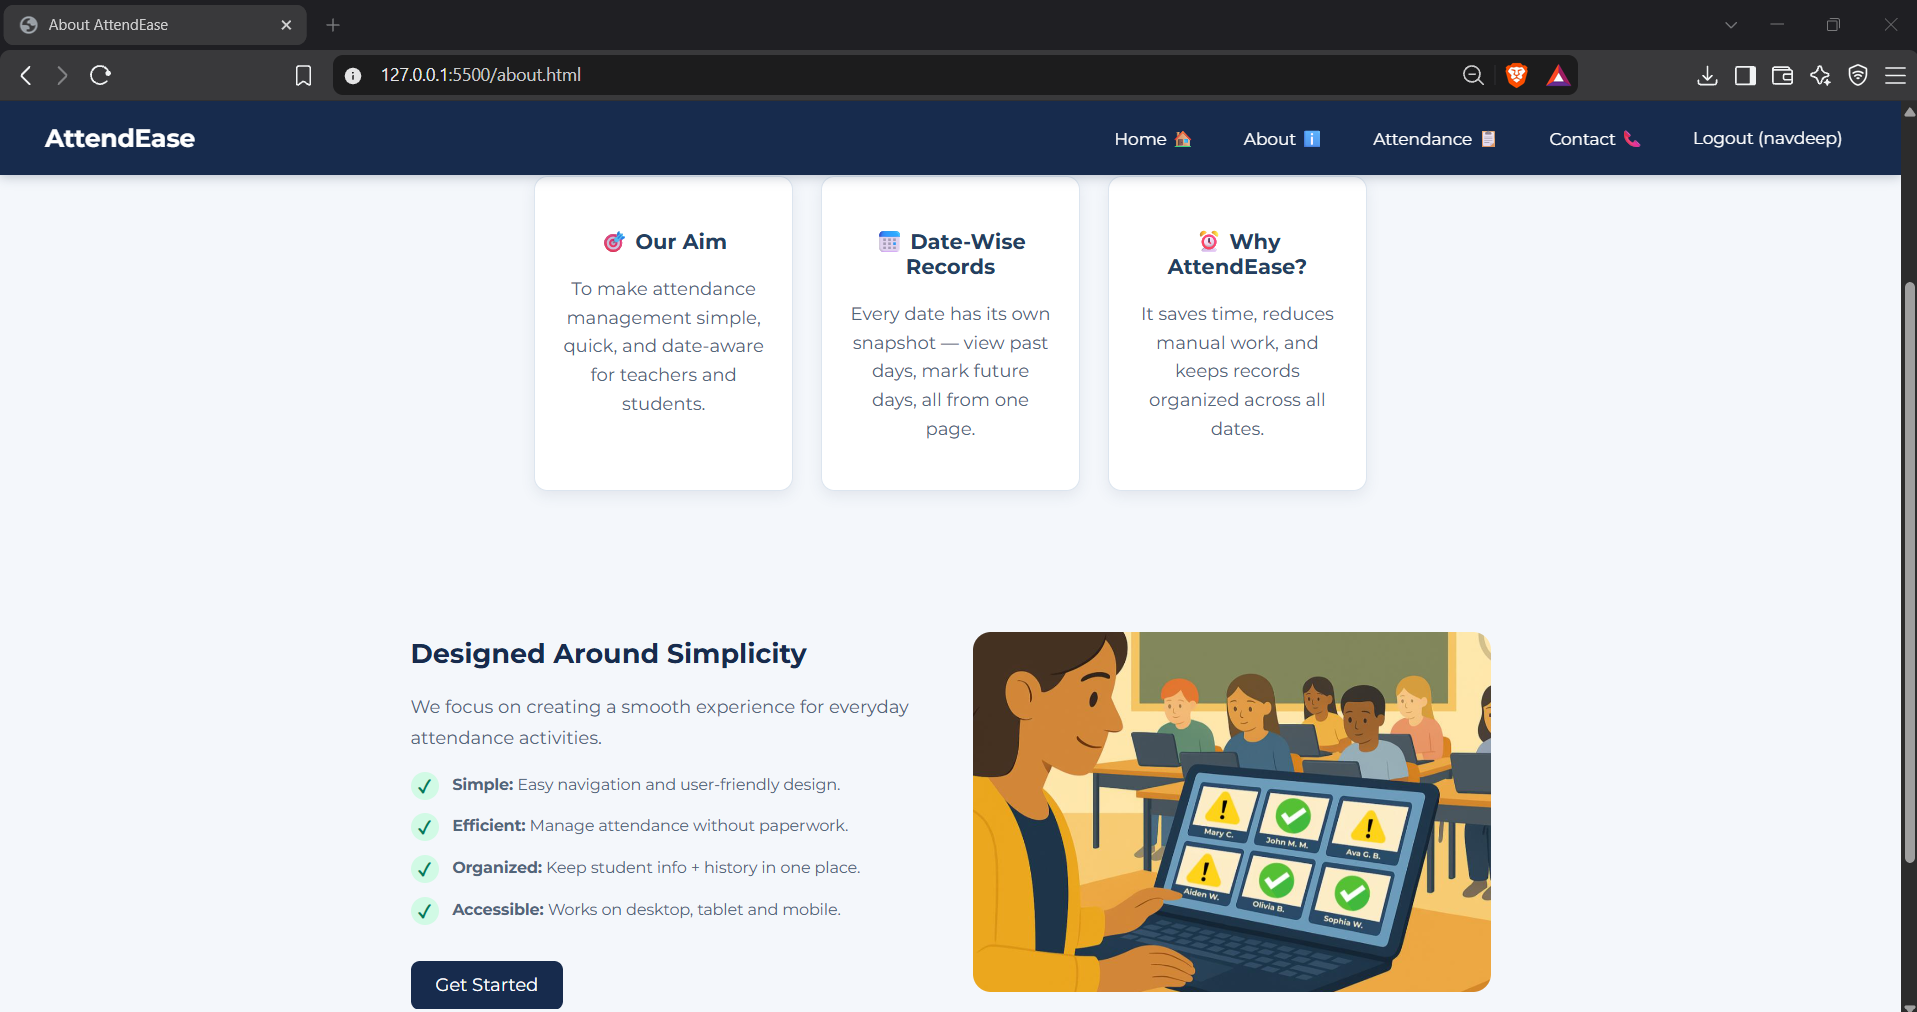 About AttendEase
127.0.0.1:5500/about.html
AttendEase
Home 🏠 About ℹ️ Attendance 📋 Contact 📞 Logout (navdeep)
🎯 Our Aim
To make attendance
management simple,
quick, and date-aware
for teachers and
students.
📅 Date-Wise
Records
Every date has its own
snapshot — view past
days, mark future
days, all from one
page.
⏰ Why
AttendEase?
It saves time, reduces
manual work, and
keeps records
organized across all
dates.
Designed Around Simplicity
We focus on creating a smooth experience for everyday
attendance activities.
✓ Simple: Easy navigation and user-friendly design.
✓ Efficient: Manage attendance without paperwork.
✓ Organized: Keep student info + history in one place.
✓ Accessible: Works on desktop, tablet and mobile.
Get Started
Mary C.
John M. M.
Ava G. B.
Aiden W.
Olivia B.
Sophia W.